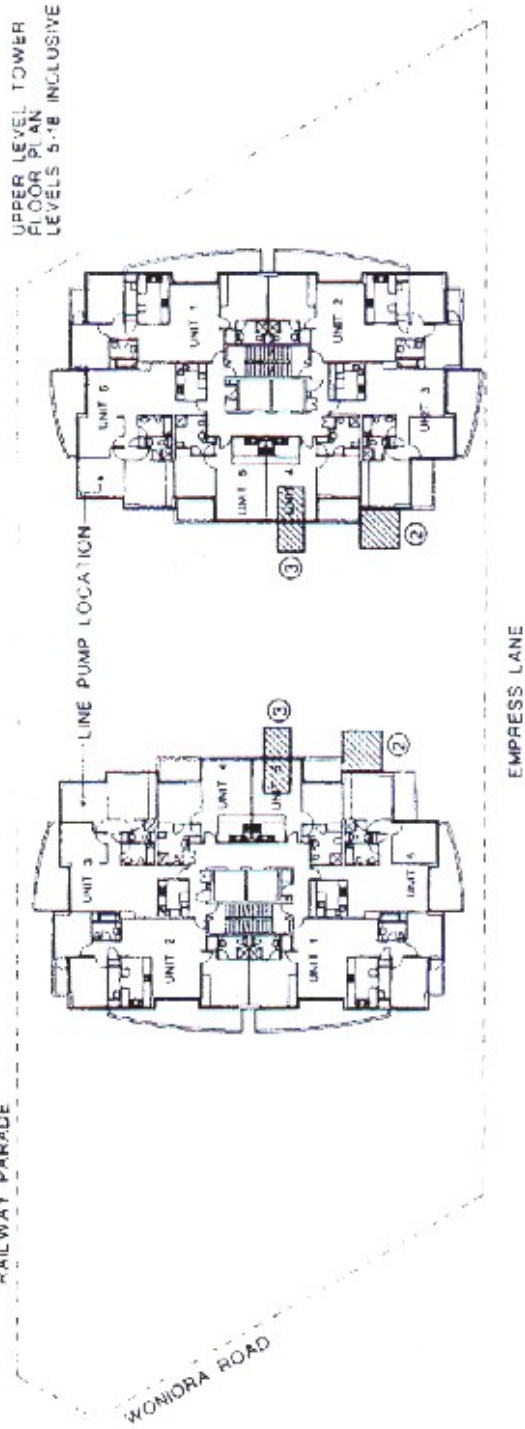 UPPER LEVEL TOWER
FLOOR PLAN
LEVELS 5-18 INCLUSIVE
RAILWAY PARADE
LINE PUMP LOCATION
UNIT 3
UNIT 4
UNIT 2
UNIT 1
③
②
UNIT 1
UNIT 2
UNIT 3
UNIT 5
UNIT 4
③
②
WONIORA ROAD
EMPRESS LANE